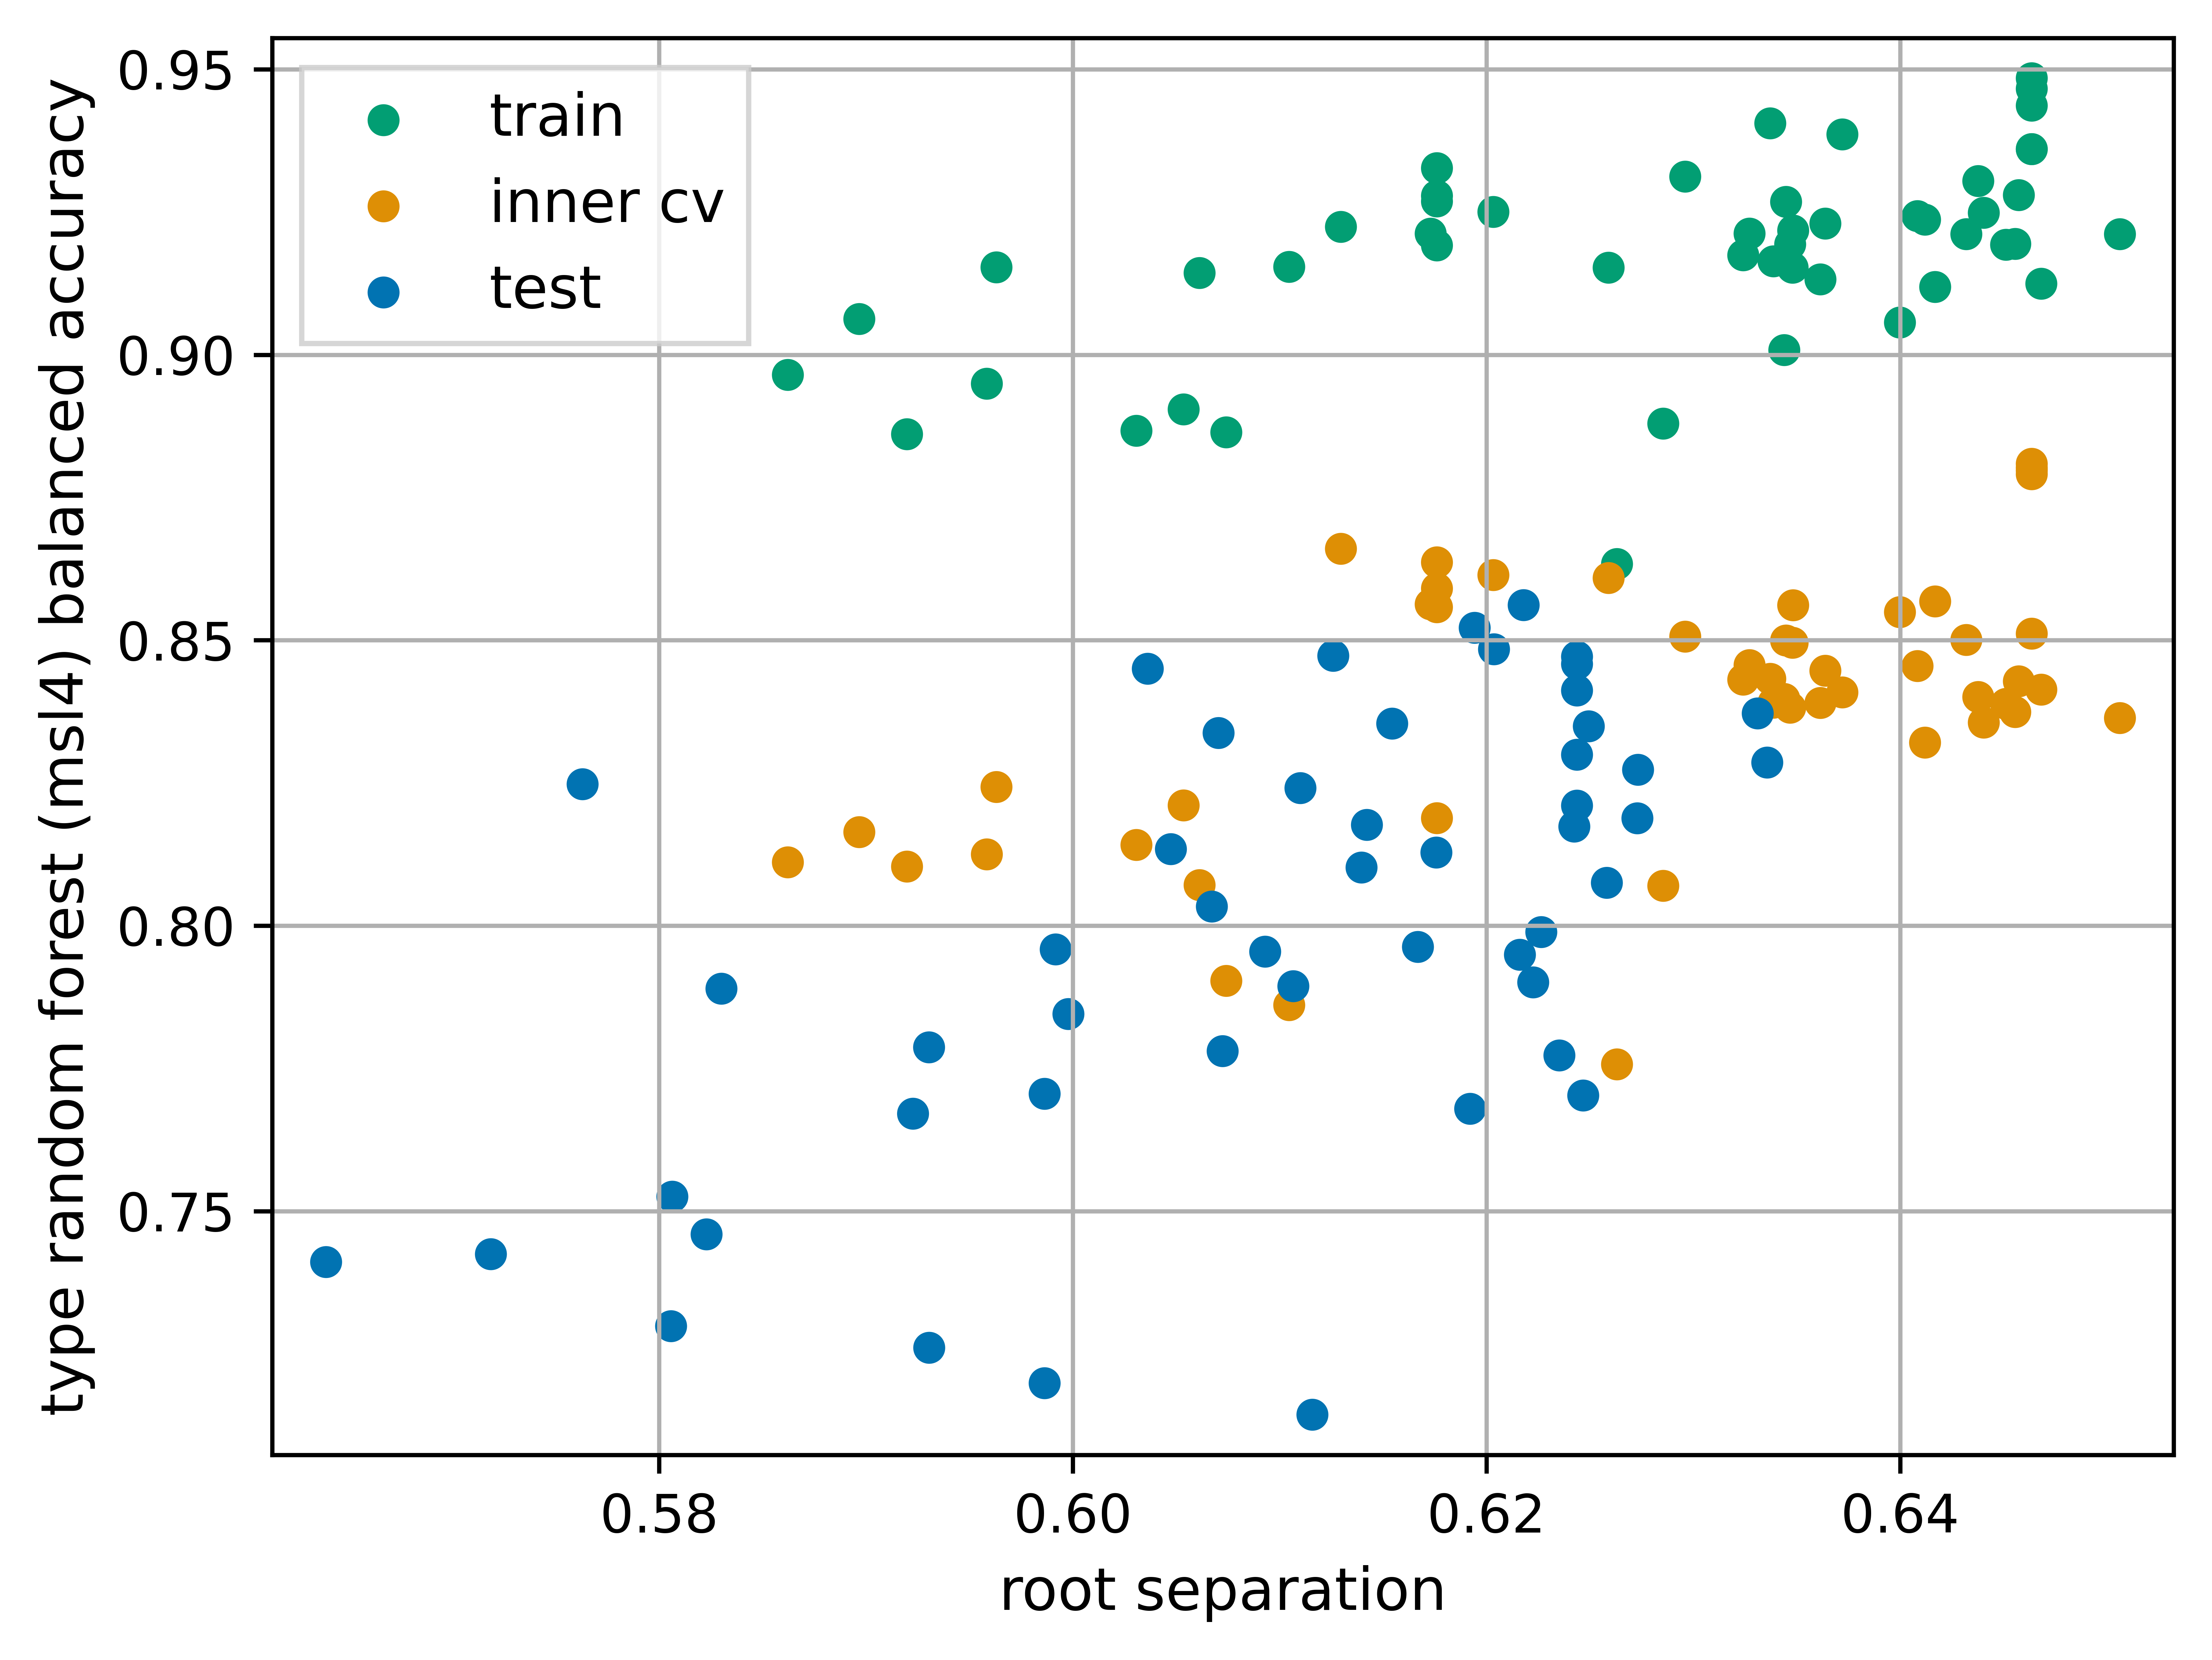 type random forest (msl4) balanced accuracy
0.95
0.90
0.85
0.80
0.75
train
inner cv
test
0.58
0.60
0.62
0.64
root separation